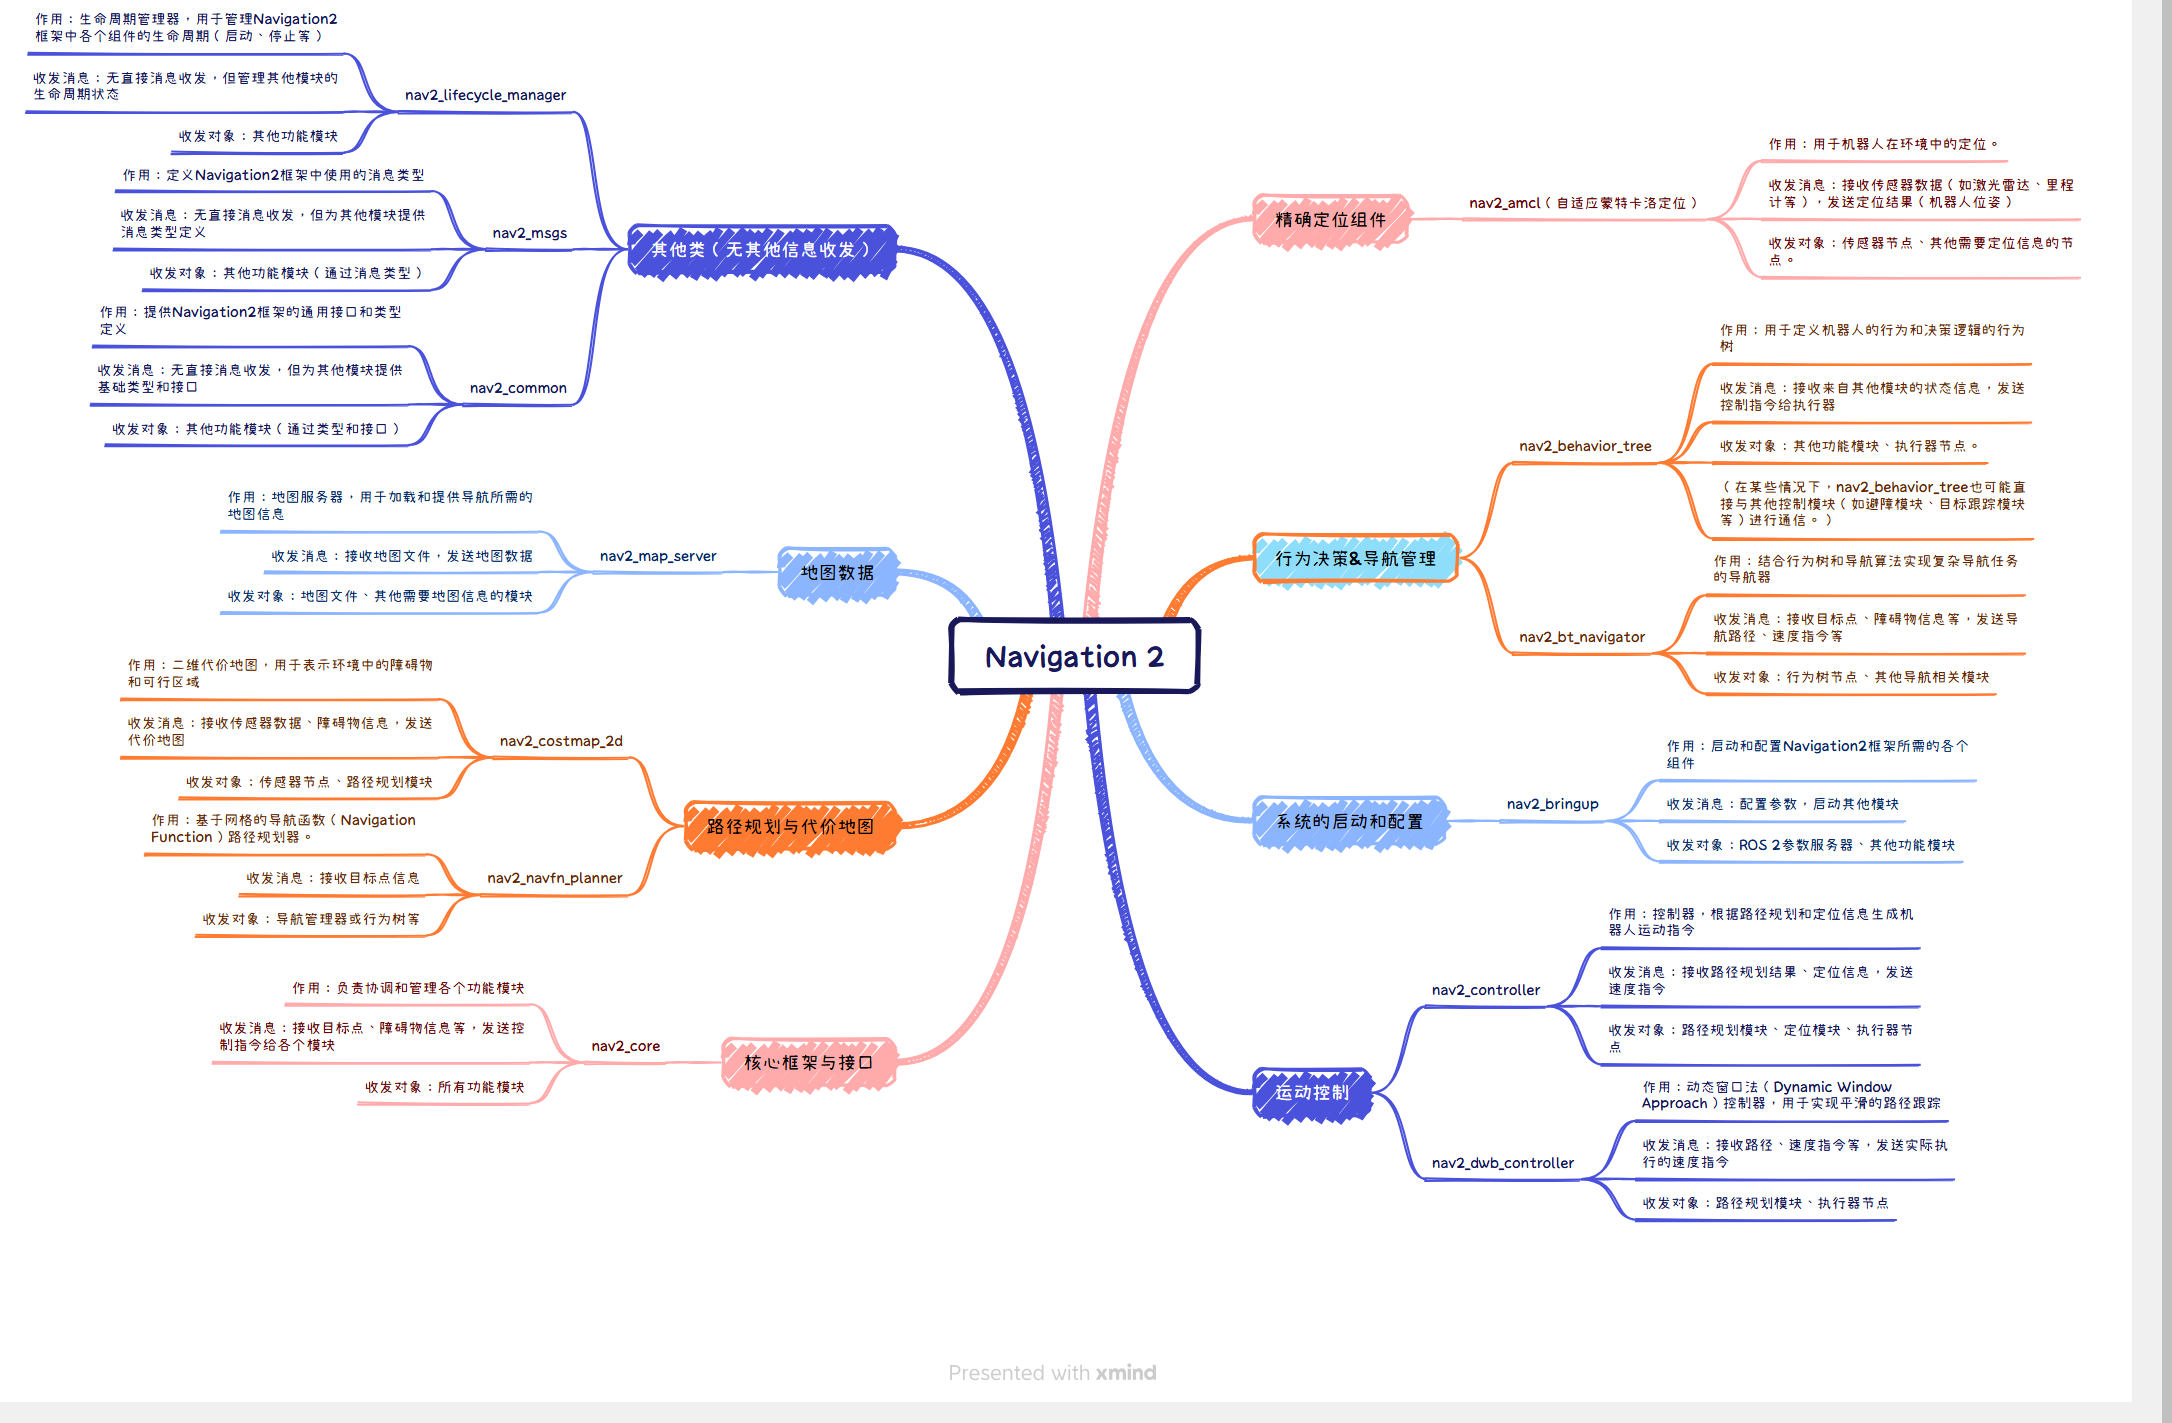 Navigation 2
精确定位组件
nav2_amcl（自适应蒙特卡洛定位）
作用：用于机器人在环境中的定位。
收发消息：接收传感器数据（如激光雷达、里程
计等），发送定位结果（机器人位姿）
收发对象：传感器节点、其他需要定位信息的节
点。
行为决策&导航管理
nav2_behavior_tree
作用：用于定义机器人的行为和决策逻辑的行为
树
收发消息：接收来自其他模块的状态信息，发送
控制指令给执行器
收发对象：其他功能模块、执行器节点。
（在某些情况下，nav2_behavior_tree也可能直
接与其他控制模块（如避障模块、目标跟踪模块
等）进行通信。）
nav2_bt_navigator
作用：结合行为树和导航算法实现复杂导航任务
的导航器
收发消息：接收目标点、障碍物信息等，发送导
航路径、速度指令等
收发对象：行为树节点、其他导航相关模块
系统的启动和配置
nav2_bringup
作用：启动和配置Navigation2框架所需的各个
组件
收发消息：配置参数，启动其他模块
收发对象：ROS 2参数服务器、其他功能模块
运动控制
nav2_controller
作用：控制器，根据路径规划和定位信息生成机
器人运动指令
收发消息：接收路径规划结果、定位信息，发送
速度指令
收发对象：路径规划模块、定位模块、执行器节
点
nav2_dwb_controller
作用：动态窗口法（Dynamic Window
Approach）控制器，用于实现平滑的路径跟踪
收发消息：接收路径、速度指令等，发送实际执
行的速度指令
收发对象：路径规划模块、执行器节点
其他类（无其他信息收发）
nav2_lifecycle_manager
作用：生命周期管理器，用于管理Navigation2
框架中各个组件的生命周期（启动、停止等）
收发消息：无直接消息收发，但管理其他模块的
生命周期状态
收发对象：其他功能模块
nav2_msgs
作用：定义Navigation2框架中使用的消息类型
收发消息：无直接消息收发，但为其他模块提供
消息类型定义
收发对象：其他功能模块（通过消息类型）
nav2_common
作用：提供Navigation2框架的通用接口和类型
定义
收发消息：无直接消息收发，但为其他模块提供
基础类型和接口
收发对象：其他功能模块（通过类型和接口）
地图数据
nav2_map_server
作用：地图服务器，用于加载和提供导航所需的
地图信息
收发消息：接收地图文件，发送地图数据
收发对象：地图文件、其他需要地图信息的模块
路径规划与代价地图
nav2_costmap_2d
作用：二维代价地图，用于表示环境中的障碍物
和可行区域
收发消息：接收传感器数据、障碍物信息，发送
代价地图
收发对象：传感器节点、路径规划模块
nav2_navfn_planner
作用：基于网格的导航函数（Navigation
Function）路径规划器。
收发消息：接收目标点信息
收发对象：导航管理器或行为树等
核心框架与接口
nav2_core
作用：负责协调和管理各个功能模块
收发消息：接收目标点、障碍物信息等，发送控
制指令给各个模块
收发对象：所有功能模块
Presented with xmind